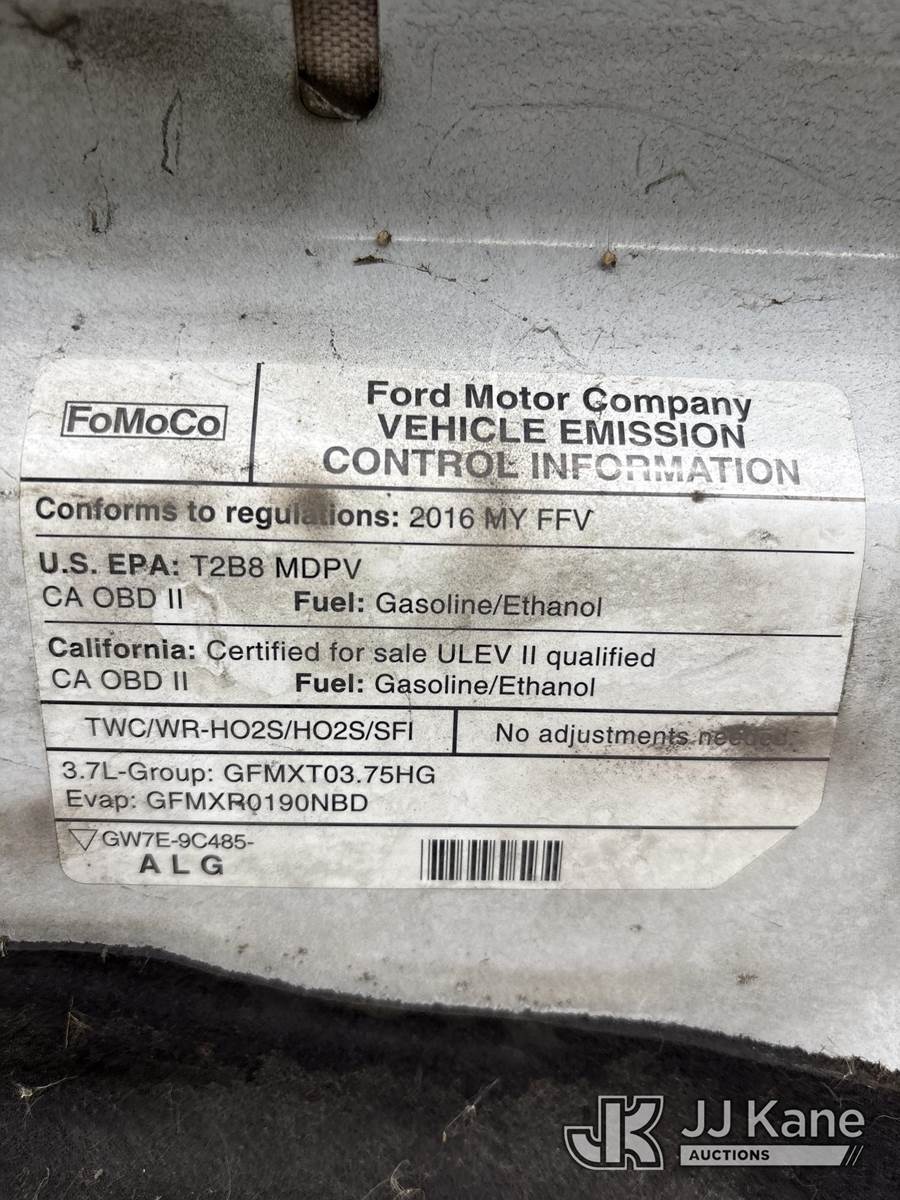 FoMoCo
Ford Motor Company
VEHICLE EMISSION
CONTROL INFORMATION
Conforms to regulations: 2016 MY FFV
U.S. EPA: T2B8 MDPV
CA OBD II Fuel: Gasoline/Ethanol
California: Certified for sale ULEV II qualified
CA OBD II Fuel: Gasoline/Ethanol
TWC/WR-HO2S/HO2S/SFI
No adjustments needed.
3.7L-Group: GFMXT03.75HG
Evap: GFMXR0190NBD
GW7E-9C485-
A L G
JK JJ Kane
AUCTIONS